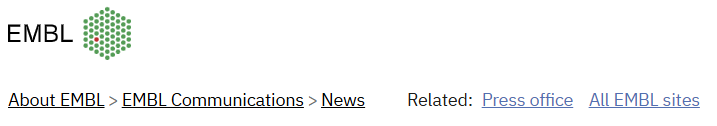 EMBL
About EMBL > EMBL Communications > News Related: Press office All EMBL sites